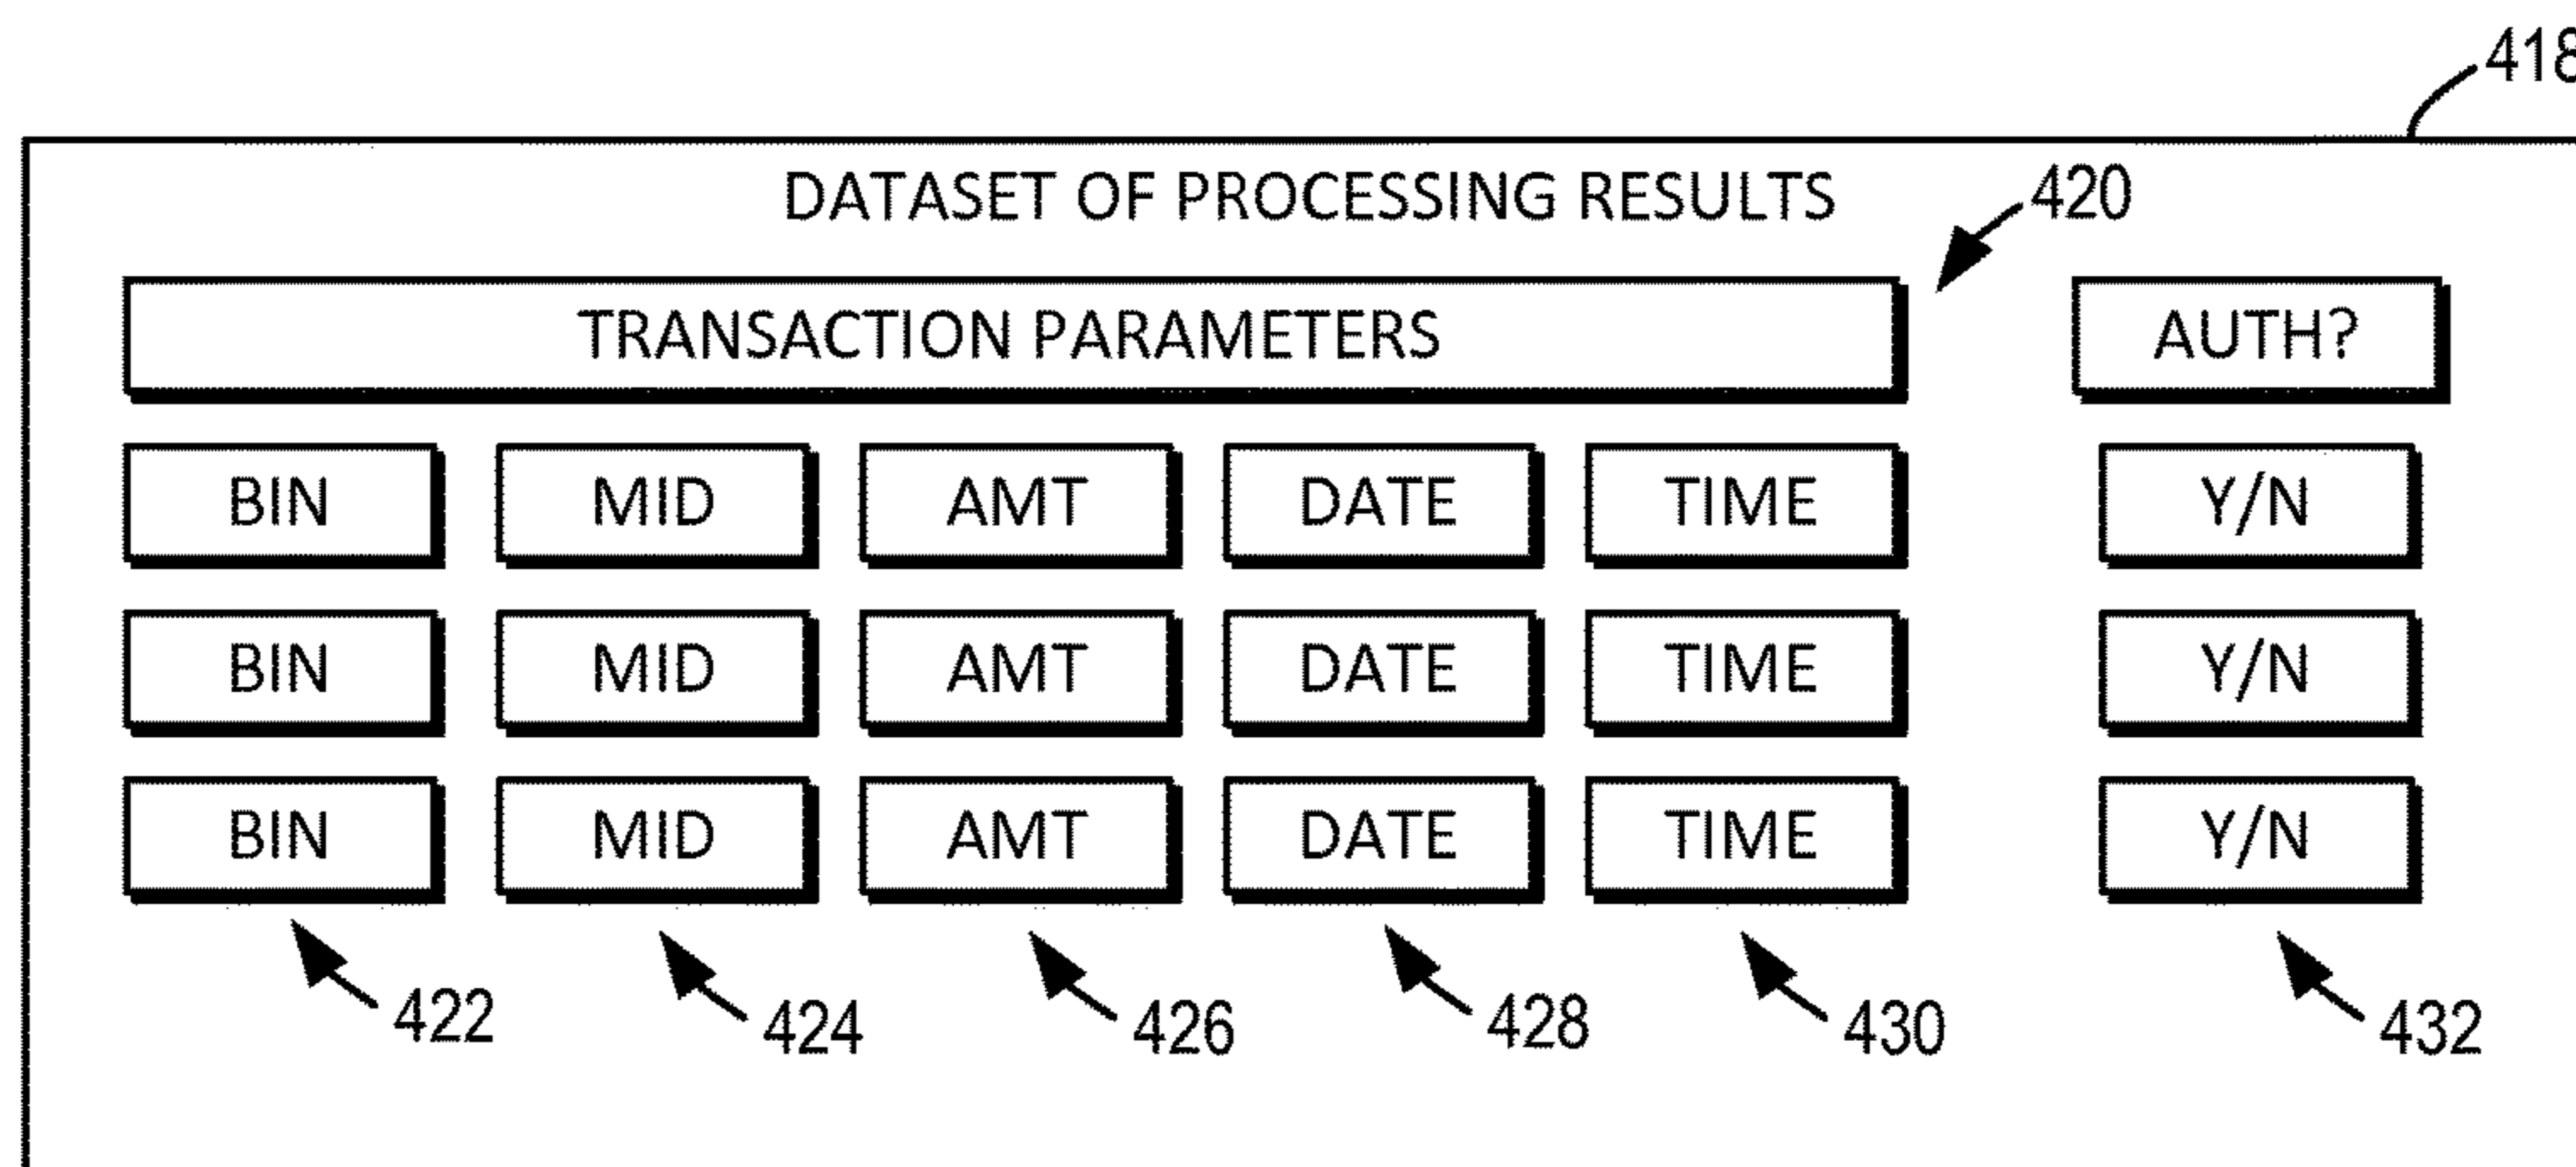 418
DATASET OF PROCESSING RESULTS
420
TRANSACTION PARAMETERS AUTH?
BIN MID AMT DATE TIME Y/N
BIN MID AMT DATE TIME Y/N
BIN MID AMT DATE TIME Y/N
422 424 426 428 430 432